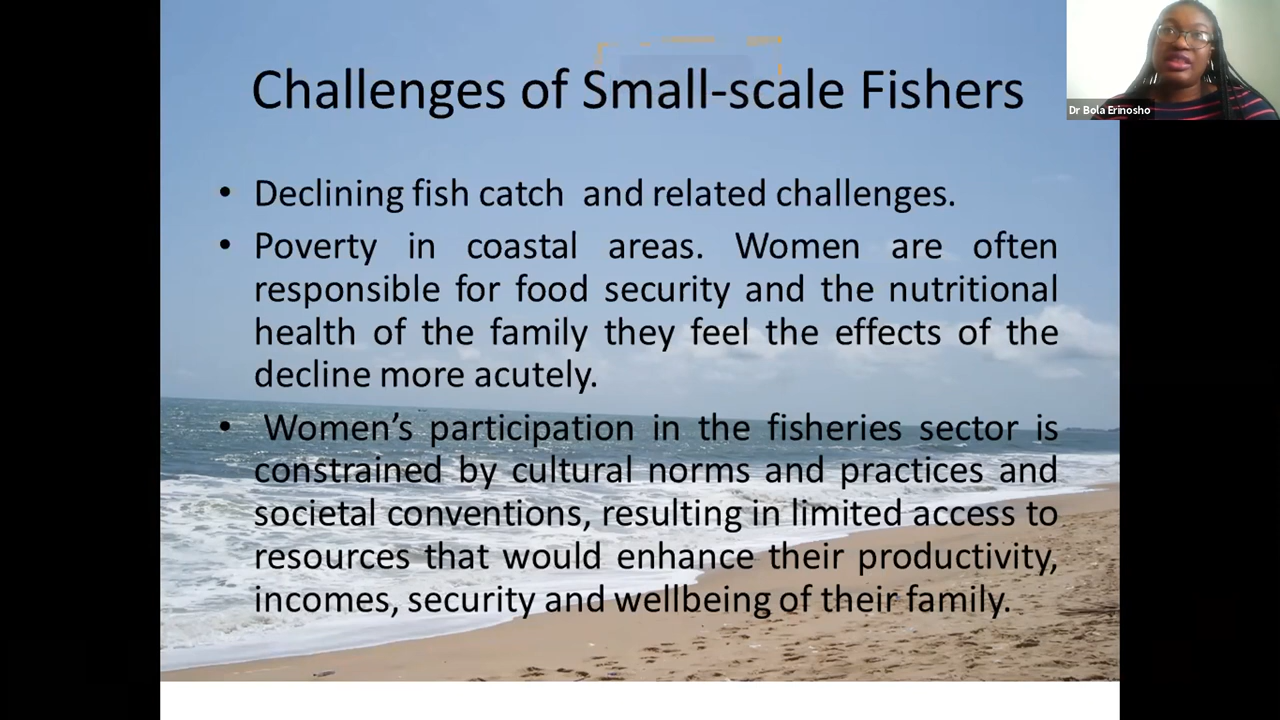 Challenges of Small-scale Fishers
Dr Bola Erinosho
• Declining fish catch and related challenges.
• Poverty in coastal areas. Women are often
responsible for food security and the nutritional
health of the family they feel the effects of the
decline more acutely.
• Women’s participation in the fisheries sector is
constrained by cultural norms and practices and
societal conventions, resulting in limited access to
resources that would enhance their productivity,
incomes, security and wellbeing of their family.